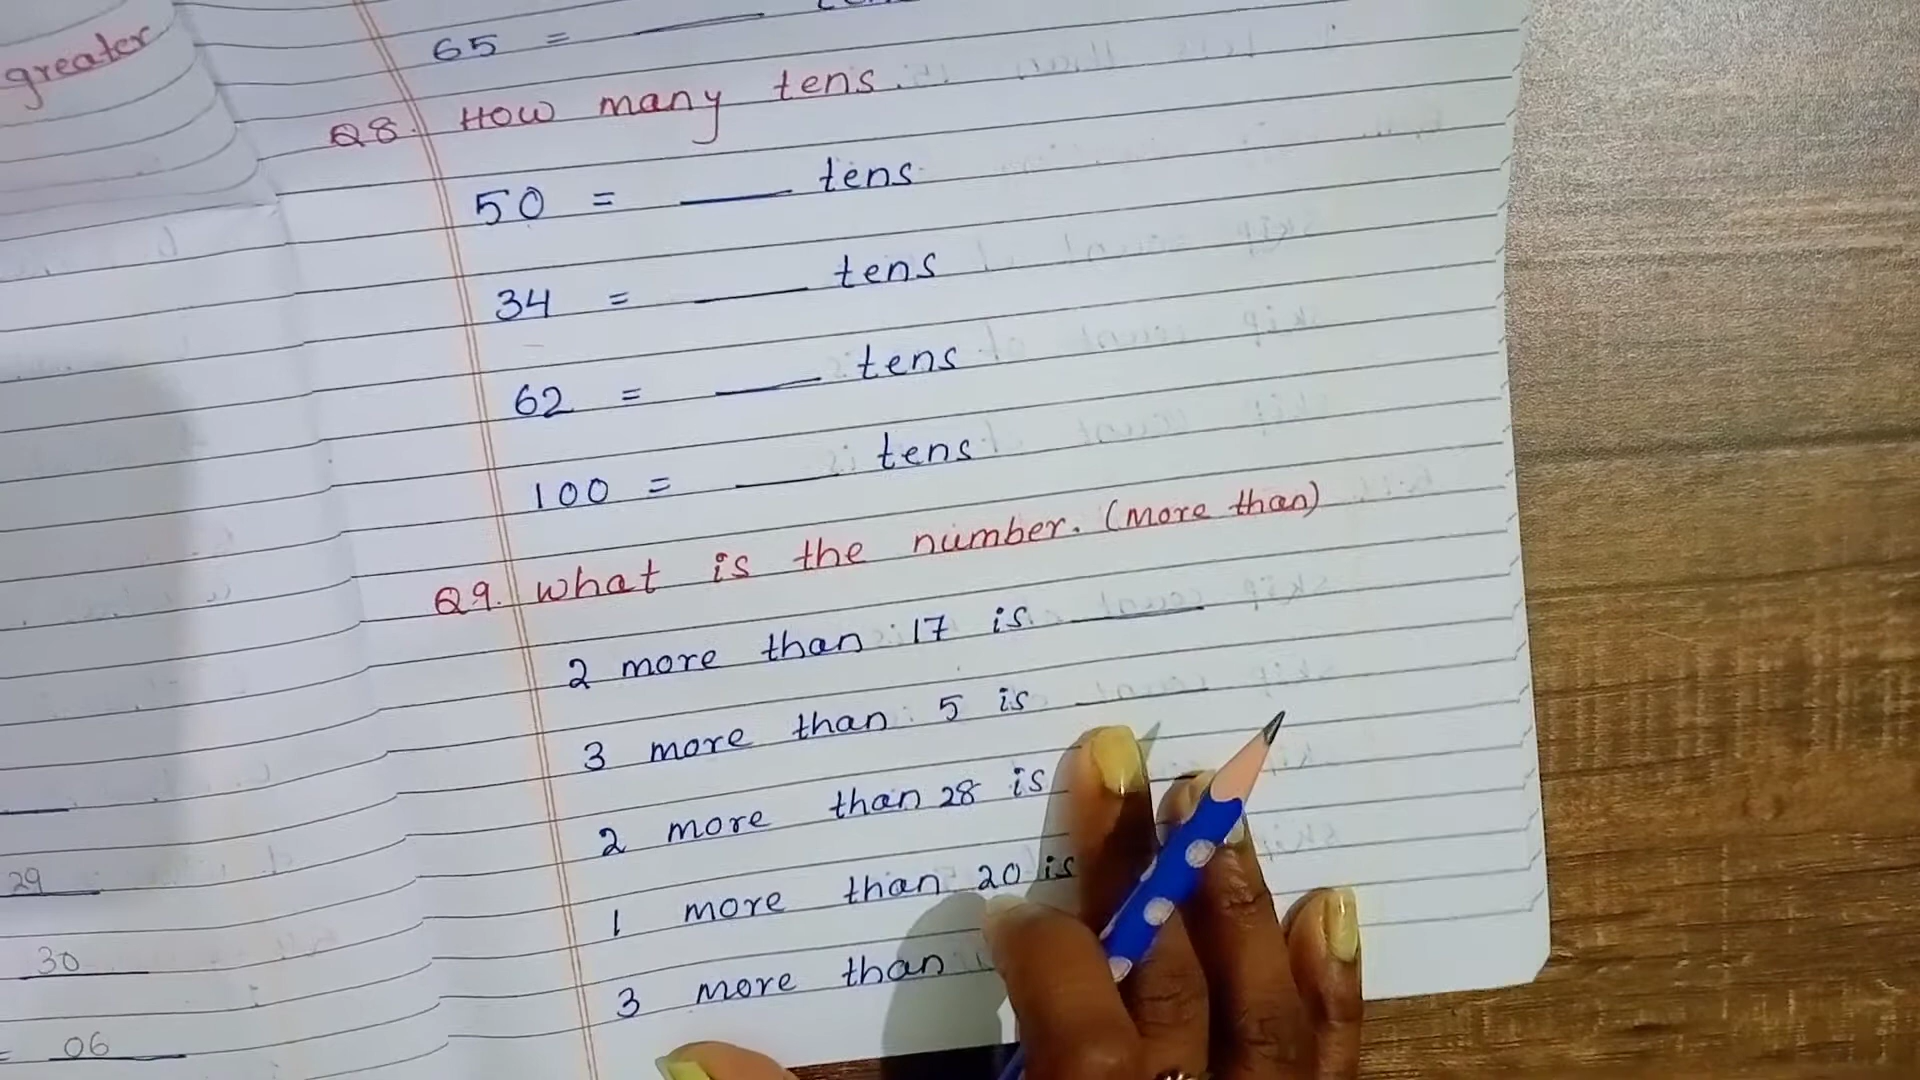 greater
65 = ____
Q8. How many tens.
50 = ____ tens
34 = ____ tens
62 = ____ tens
100 = ____ tens
Q9. What is the number. (More than)
2 more than 17 is ____
3 more than 5 is ____
2 more than 28 is
1 more than 20 is
3 more than
29
30
= 06